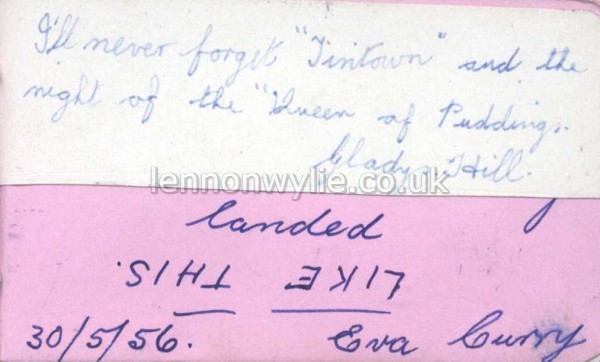 I'll never forget "Tintown" and the
night of the "Queen of Puddings.
Gladys Hill.
lennonwylie.co.uk
landed
LIKE THIS.
30/5/56. Eva Curry